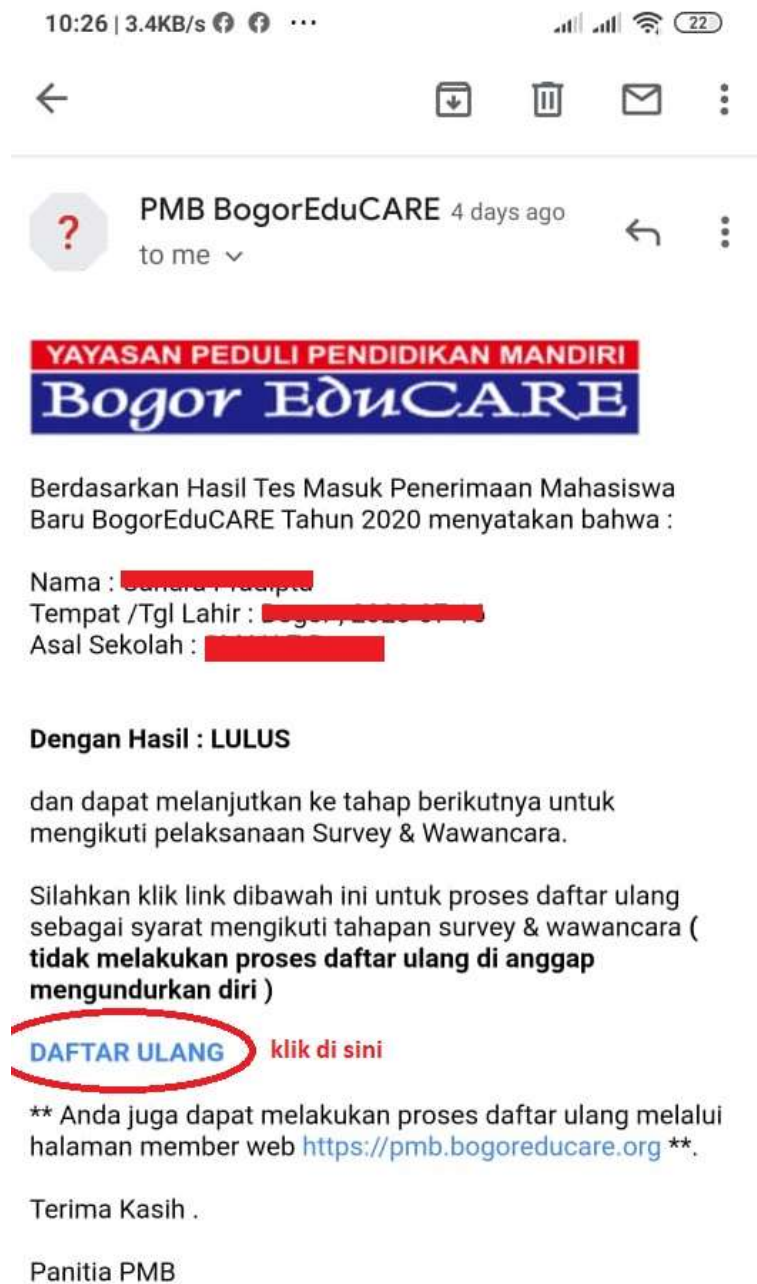 10:26 | 3.4KB/s ...
22
PMB BogorEduCARE 4 days ago
?
to me
YAYASAN PEDULI PENDIDIKAN MANDIRI
Bogor EduCARE
Berdasarkan Hasil Tes Masuk Penerimaan Mahasiswa
Baru BogorEduCARE Tahun 2020 menyatakan bahwa :
Nama :
Tempat /Tgl Lahir :
Asal Sekolah :
Dengan Hasil : LULUS
dan dapat melanjutkan ke tahap berikutnya untuk
mengikuti pelaksanaan Survey & Wawancara.
Silahkan klik link dibawah ini untuk proses daftar ulang
sebagai syarat mengikuti tahapan survey & wawancara (
tidak melakukan proses daftar ulang di anggap
mengundurkan diri )
DAFTAR ULANG klik di sini
** Anda juga dapat melakukan proses daftar ulang melalui
halaman member web https://pmb.bogoreducare.org **.
Terima Kasih .
Panitia PMB